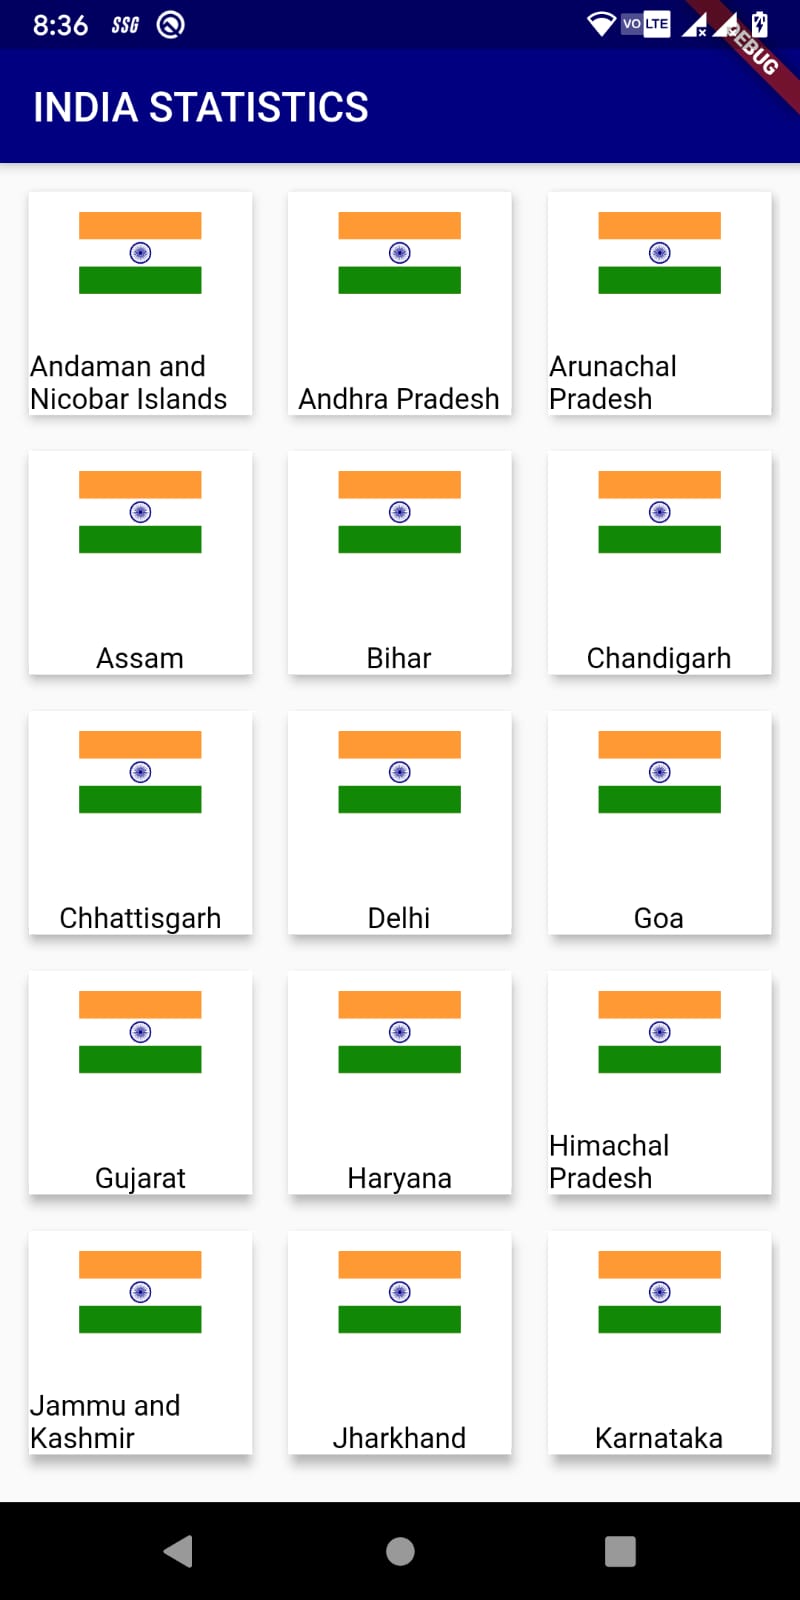 8:36 SSG VO LTE
DEBUG
INDIA STATISTICS
Andaman and
Nicobar Islands
Andhra Pradesh
Arunachal
Pradesh
Assam
Bihar
Chandigarh
Chhattisgarh
Delhi
Goa
Gujarat
Haryana
Himachal
Pradesh
Jammu and
Kashmir
Jharkhand
Karnataka